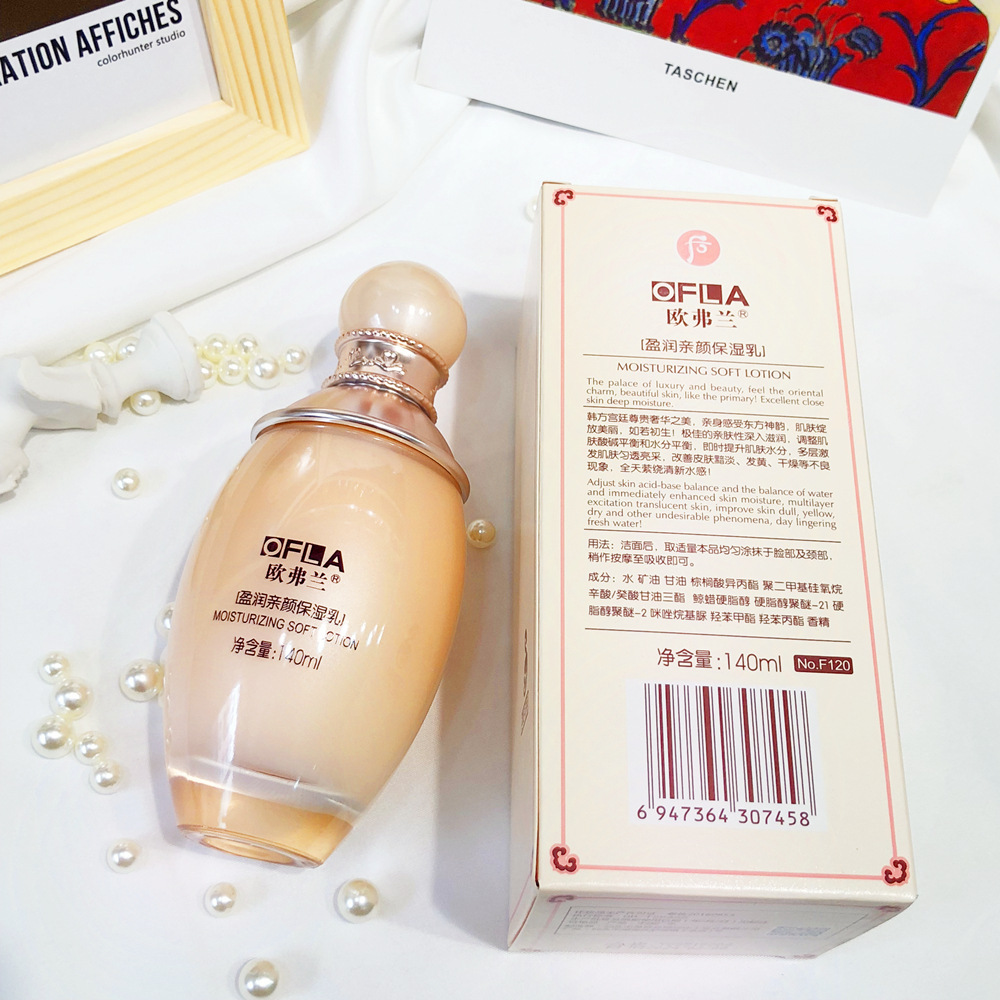 ATION AFFICHES
colorhunter studio
TASCHEN
OFLA
欧弗兰®
[盈润亲颜保湿乳]
MOISTURIZING SOFT LOTION
净含量:140ml
OFLA
欧弗兰®
[盈润亲颜保湿乳]
MOISTURIZING SOFT LOTION
The palace of luxury and beauty, feel the oriental
charm, beautiful skin, like the primary! Excellent close
skin deep moisture.
韩方宫廷尊贵奢华之美，亲身感受东方神韵，肌肤绽
放美丽，如若初生！极佳的亲肤性深入滋润，调整肌
肤酸碱平衡和水分平衡，即时提升肌肤水分，多层激
发肌肤匀透亮采，改善皮肤黯淡、发黄、干燥等不良
现象，全天萦绕清新水感！
Adjust skin acid-base balance and the balance of water
and immediately enhanced skin moisture, multilayer
excitation translucent skin, improve skin dull, yellow,
dry and other undesirable phenomena, day lingering
fresh water!
用法：洁面后，取适量本品均匀涂抹于脸部及颈部，
稍作按摩至吸收即可。
成分：水 矿油 甘油 棕榈酸异丙酯 聚二甲基硅氧烷
辛酸/癸酸甘油三酯 鲸蜡硬脂醇 硬脂醇聚醚-21 硬
脂醇聚醚-2 咪唑烷基脲 羟苯甲酯 羟苯丙酯 香精
净含量:140ml No.F120
6 947364 307458